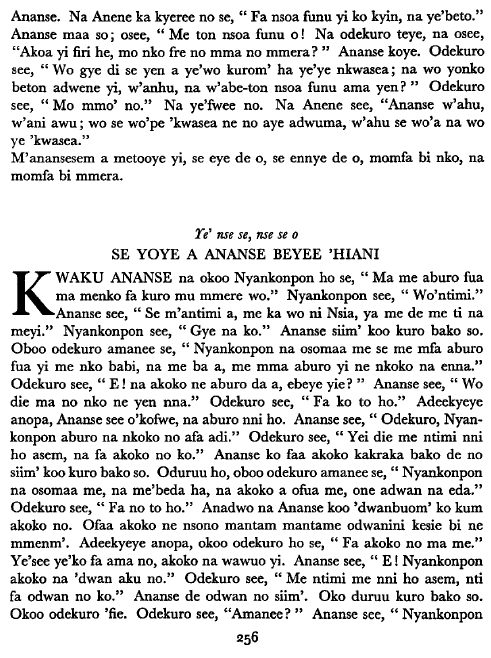 Ananse. Na Anene ka kyeree no se, “ Fa nsoa funu yi ko kyin, na ye’beto.”
Ananse maa so ; osee, “ Me ton nsoa funu o! Na odekuro teye, na osee,
“Akoa yi firi he, mo nko fre no mma no mmera? ” Ananse koye. Odekuro
see, “ Wo gye di se yen a ye’wo kurom’ ha ye’ye nkwasea; na wo yonko
beton adwene yi, w’anhu, na w’abe-ton nsoa funu ama yen? ” Odekuro
see, “ Mo mmo’ no.” Na ye’fwee no. Na Anene see, “Ananse w’ahu,
w’ani awu ; wo se wo’pe ’kwasea ne no aye adwuma, w’ahu se wo’a na wo
ye ’kwasea.”
M’anansesem a metooye yi, se eye de o, se ennye de o, momfa bi nko, na
momfa bi mmera.
Ye’ nse se, nse se o
SE YOYE A ANANSE BEYEE ’HIANI
KWAKU ANANSE na okoo Nyankonpon ho se, “ Ma me aburo fua
ma menko fa kuro mu mmere wo.” Nyankonpon see, “ Wo’ntimi.”
Ananse see, “ Se m’antimi a, me ka wo ni Nsia, ya me de me ti na
meyi.” Nyankonpon see, “ Gye na ko.” Ananse siim’ koo kuro bako so.
Oboo odekuro amanee se, “ Nyankonpon na osomaa me se me mfa aburo
fua yi me nko babi, na me ba a, me mma aburo yi ne nkoko na enna.”
Odekuro see, “ E ! na akoko ne aburo da a, ebeye yie? ” Ananse see, “ Wo
die ma no nko ne yen nna.” Odekuro see, “ Fa ko to ho.” Adeekyeye
anopa, Ananse see o’kofwe, na aburo nni ho. Ananse see, “ Odekuro, Nyan-
konpon aburo na nkoko no afa adi.” Odekuro see, “ Yei die me ntimi nni
ho asem, na fa akoko no ko.” Ananse ko faa akoko kakraka bako de no
siim’ koo kuro bako so. Oduruu ho, oboo odekuro amanee se, “ Nyankonpon
na osomaa me, na me’beda ha, na akoko a ofua me, one adwan na eda.”
Odekuro see, “ Fa no to ho.” Anadwo na Ananse koo ’dwanbuom’ ko kum
akoko no. Ofaa akoko ne nsono mantam mantame odwanini kesie bi ne
mmenm’. Adeekyeye anopa, okoo odekuro ho se, “ Fa akoko no ma me.”
Ye’see ye’ko fa ama no, akoko na wawuo yi. Ananse see, “ E ! Nyankonpon
akoko na ’dwan aku no.” Odekuro see, “ Me ntimi me nni ho asem, nti
fa odwan no ko.” Ananse de odwan no siim’. Oko duruu kuro bako so.
Okoo odekuro ’fie. Odekuro see, “Amanee? ” Ananse see, “ Nyankonpon
256